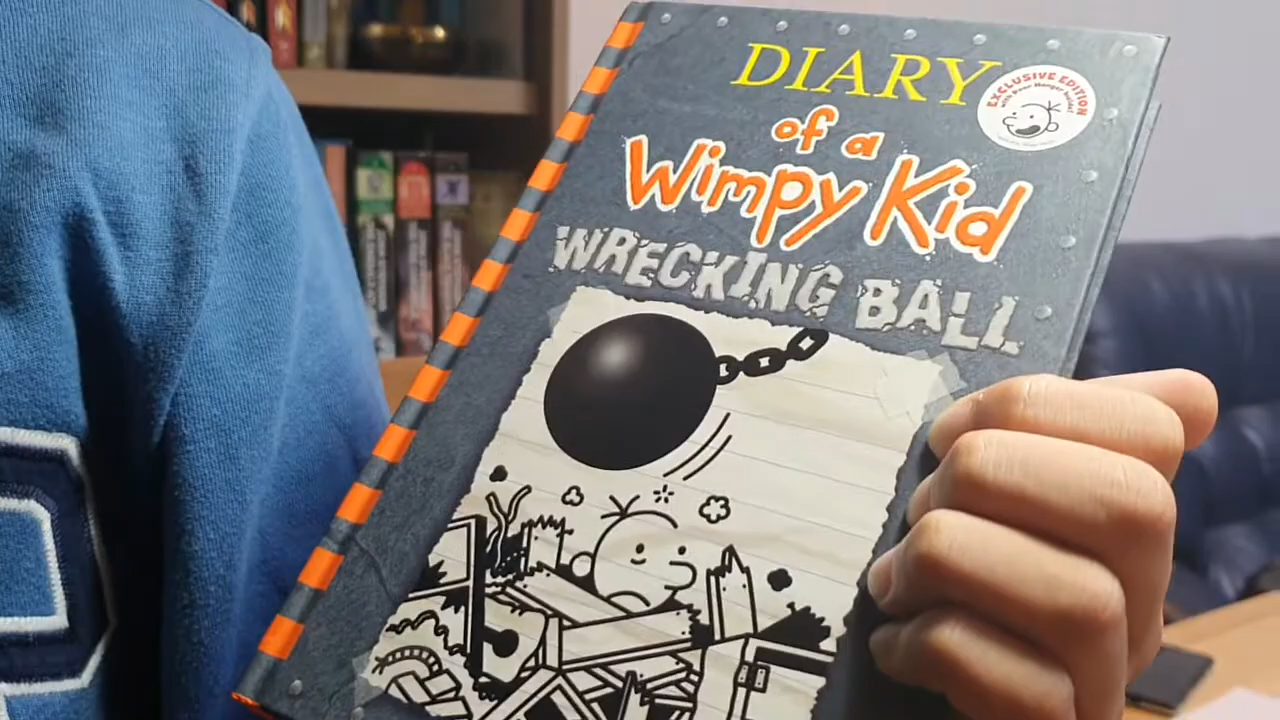 DIARY
of a
Wimpy Kid
WRECKING BALL
EXCLUSIVE EDITION